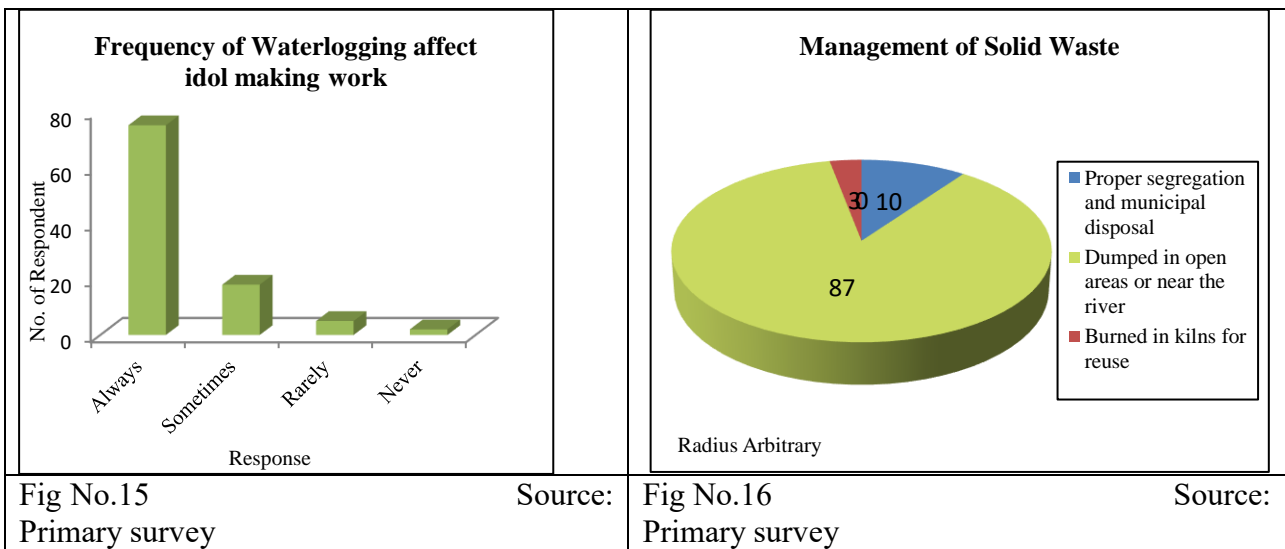 Frequency of Waterlogging affect
idol making work
No. of Respondent
80
60
40
20
0
Always
Sometimes
Rarely
Never
Response
Fig No.15 Source:
Primary survey
Management of Solid Waste
10
87
3
0
Proper segregation
and municipal
disposal
Dumped in open
areas or near the
river
Burned in kilns for
reuse
Radius Arbitrary
Fig No.16 Source:
Primary survey